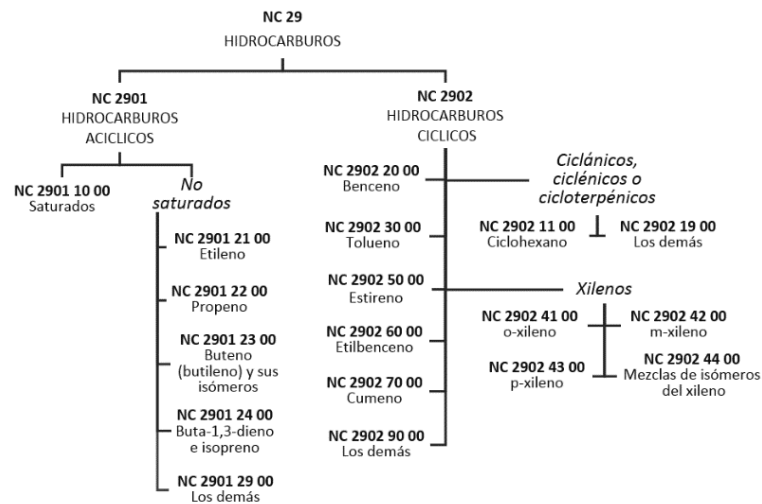 NC 29
HIDROCARBUROS
NC 2901
HIDROCARBUROS
ACICLICOS
NC 2901 10 00
Saturados
No
saturados
NC 2901 21 00
Etileno
NC 2901 22 00
Propeno
NC 2901 23 00
Buteno
(butileno) y sus
isómeros
NC 2901 24 00
Buta-1,3-dieno
e isopreno
NC 2901 29 00
Los demás
NC 2902
HIDROCARBUROS
CICLICOS
NC 2902 20 00
Benceno
NC 2902 30 00
Tolueno
NC 2902 50 00
Estireno
NC 2902 60 00
Etilbenceno
NC 2902 70 00
Cumeno
NC 2902 90 00
Los demás
Ciclánicos,
ciclénicos o
cicloterpénicos
NC 2902 11 00
Ciclohexano
NC 2902 19 00
Los demás
Xilenos
NC 2902 41 00
o-xileno
NC 2902 42 00
m-xileno
NC 2902 43 00
p-xileno
NC 2902 44 00
Mezclas de isómeros
del xileno